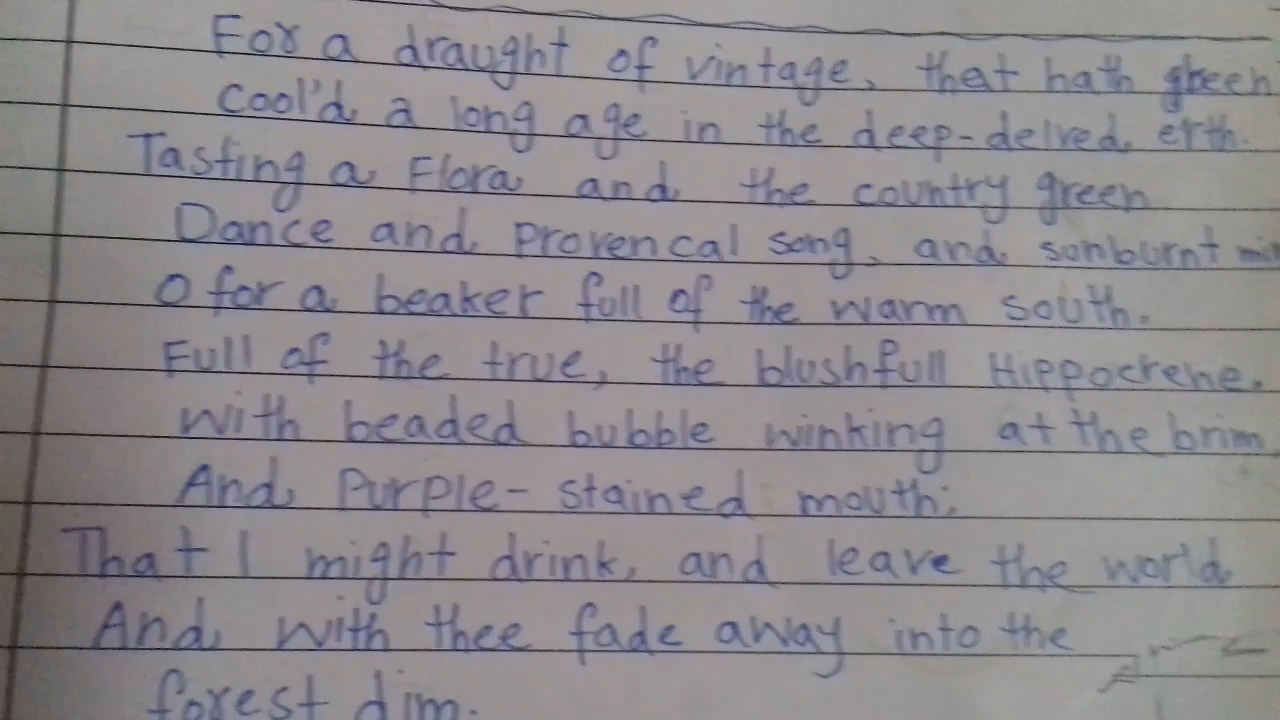 For a draught of vintage, that hath gbeen
Cool'd a long age in the deep-delved erth.
Tasting a Flora and the country green
Dance and provencal song, and sonburnt
O for a beaker full of the warm south.
Full of the true, the blushfull Hippocrene.
With beaded bubble winking at the brim
And Purple-stained mouth;
That I might drink, and leave the world
And with thee fade away into the
forest dim.